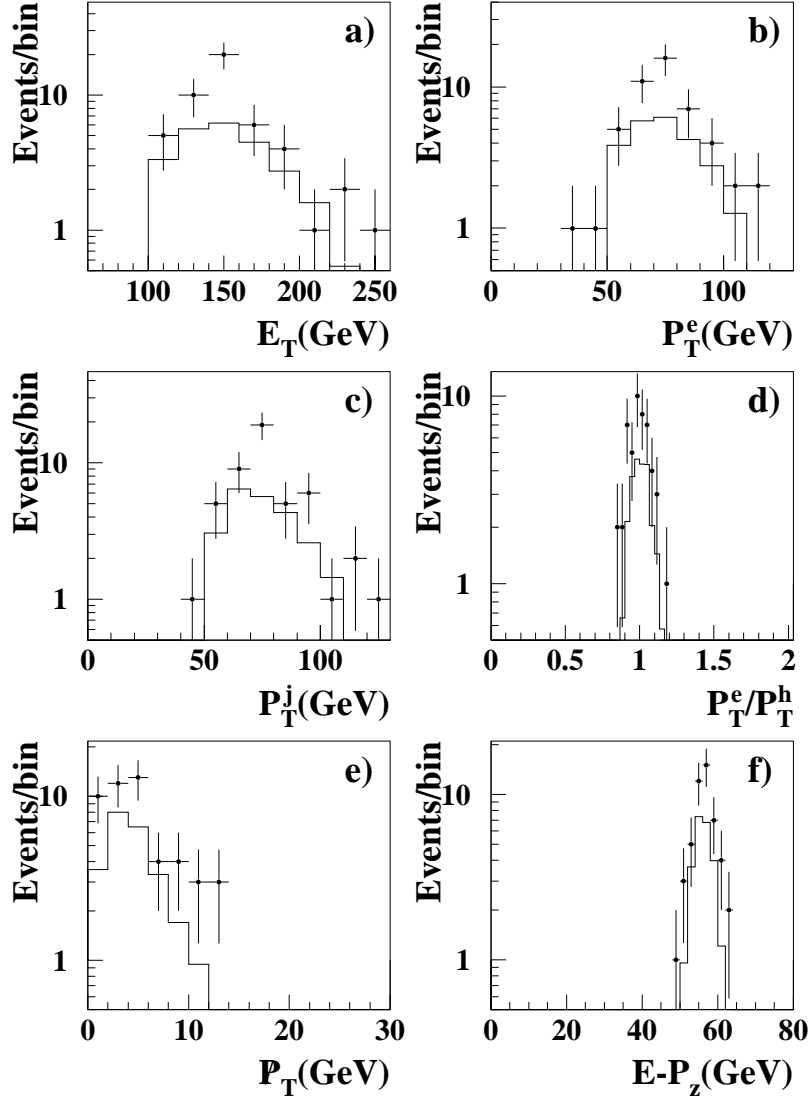 a)
Events/bin
10
1
100 150 200 250
E_T(GeV)
b)
Events/bin
10
1
0 50 100
P_T^e(GeV)
c)
Events/bin
10
1
0 50 100
P_T^j(GeV)
d)
Events/bin
10
1
0 0.5 1 1.5 2
P_T^e/P_T^h
e)
Events/bin
10
1
0 10 20 30
P̸_T(GeV)
f)
Events/bin
10
1
0 20 40 60 80
E-P_z(GeV)